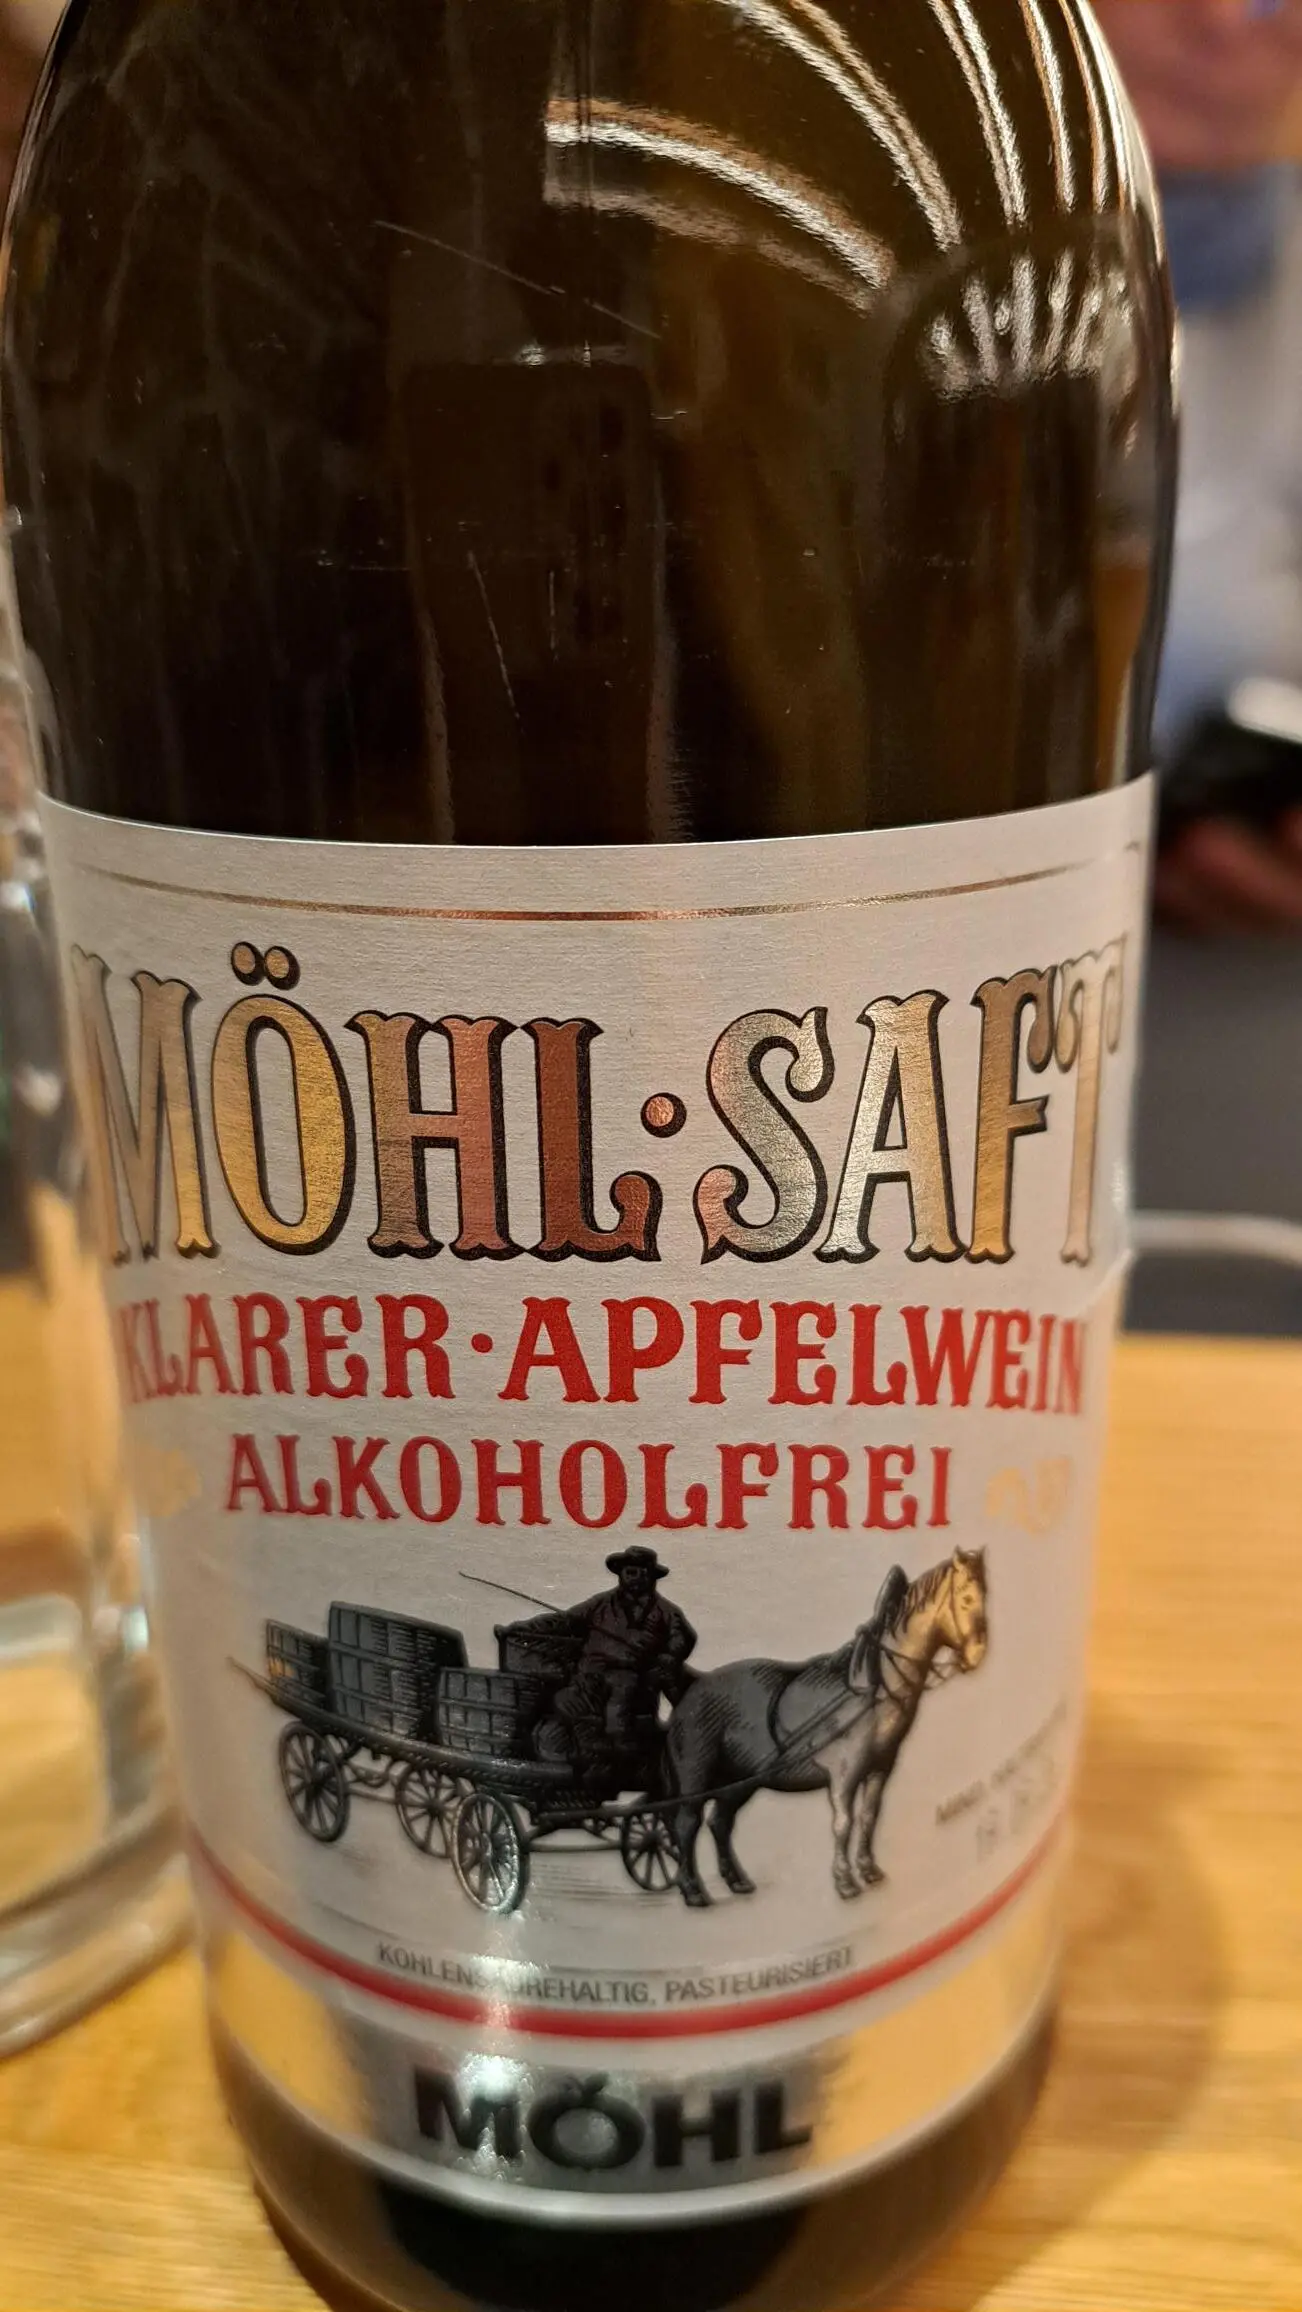 MÖHL·SAFT
KLARER·APFELWEIN
ALKOHOLFREI
KOHLENSÄUREHALTIG, PASTEURISIERT
MÖHL